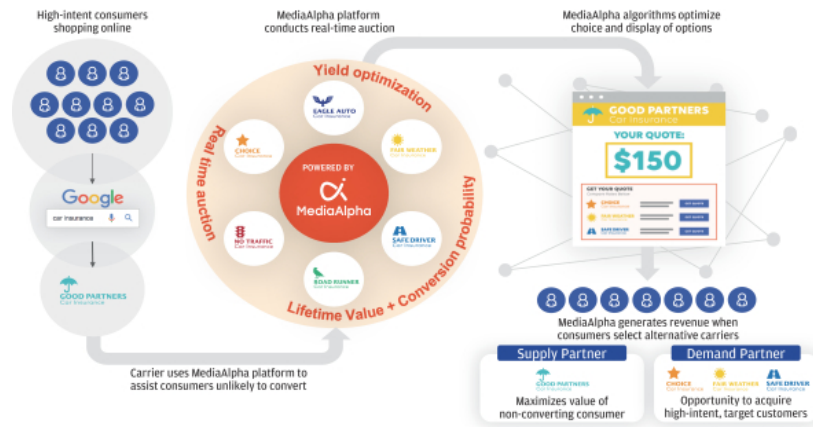 High-intent consumers
shopping online
Google
car insurance
GOOD PARTNERS
Car Insurance
Carrier uses MediaAlpha platform to
assist consumers unlikely to convert
MediaAlpha platform
conducts real-time auction
Yield optimization
Real time auction
Lifetime Value + Conversion probability
EAGLE AUTO
Car Insurance
CHOICE
Car Insurance
FAIR WEATHER
Car Insurance
POWERED BY
MediaAlpha
NO TRAFFIC
Car Insurance
SAFE DRIVER
Car Insurance
ROAD RUNNER
Car Insurance
MediaAlpha algorithms optimize
choice and display of options
GOOD PARTNERS
Car Insurance
YOUR QUOTE:
$150
GET YOUR QUOTE
CHOICE
FAIR WEATHER
SAFE DRIVER
MediaAlpha generates revenue when
consumers select alternative carriers
Supply Partner
GOOD PARTNERS
Car Insurance
Maximizes value of
non-converting consumer
Demand Partner
CHOICE
Car Insurance
FAIR WEATHER
Car Insurance
SAFE DRIVER
Car Insurance
Opportunity to acquire
high-intent, target customers